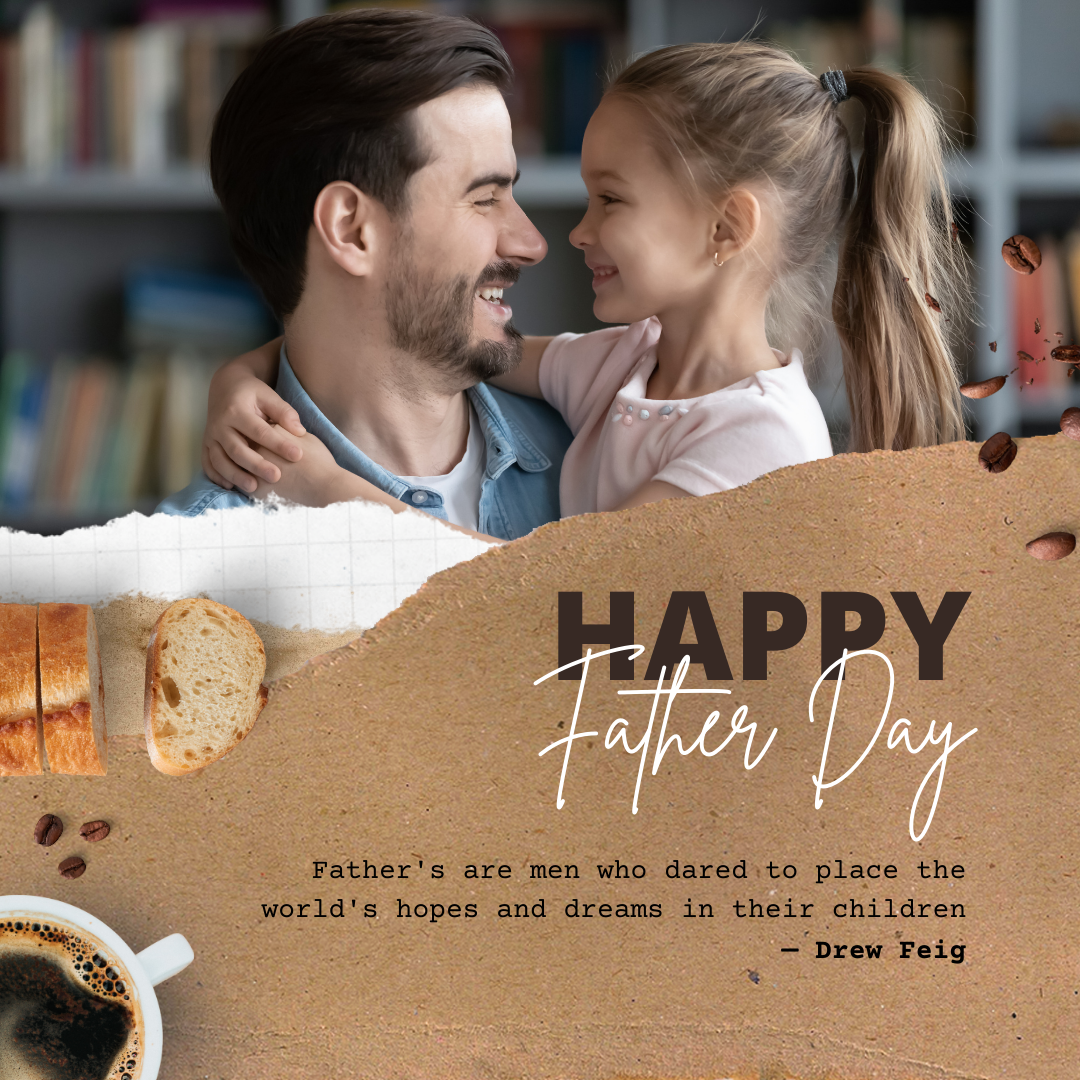 HAPPY
Father Day
Father's are men who dared to place the
world's hopes and dreams in their children
— Drew Feig